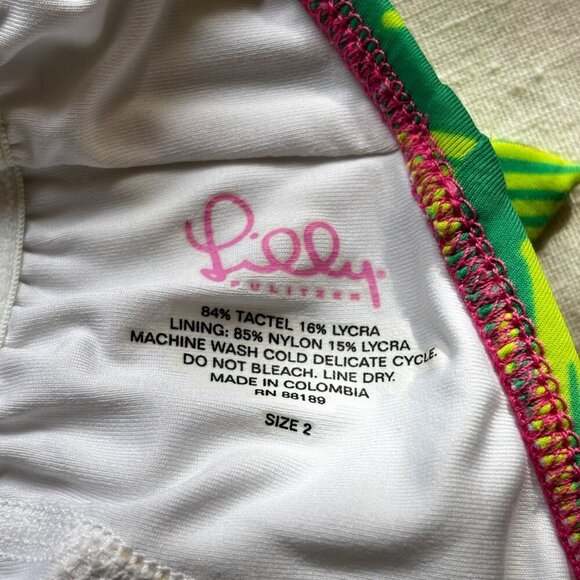 Lilly
PULITZER
84% TACTEL 16% LYCRA
LINING: 85% NYLON 15% LYCRA
MACHINE WASH COLD DELICATE CYCLE.
DO NOT BLEACH. LINE DRY.
MADE IN COLOMBIA
RN 88189
SIZE 2